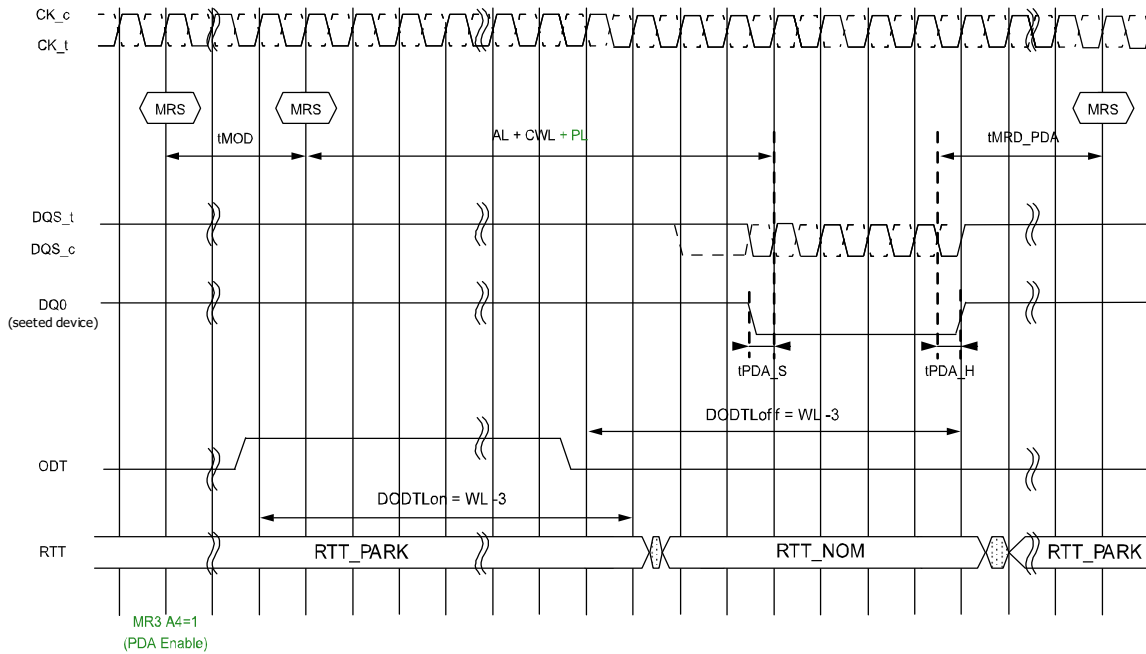 CK_c
CK_t
MRS
MRS
MRS
tMOD
AL + CWL + PL
tMRD_PDA
DQS_t
DQS_c
DQ0
(seeted device)
tPDA_S
tPDA_H
DODTLoff = WL -3
ODT
DODTLon = WL -3
RTT
RTT_PARK
RTT_NOM
RTT_PARK
MR3 A4=1
(PDA Enable)